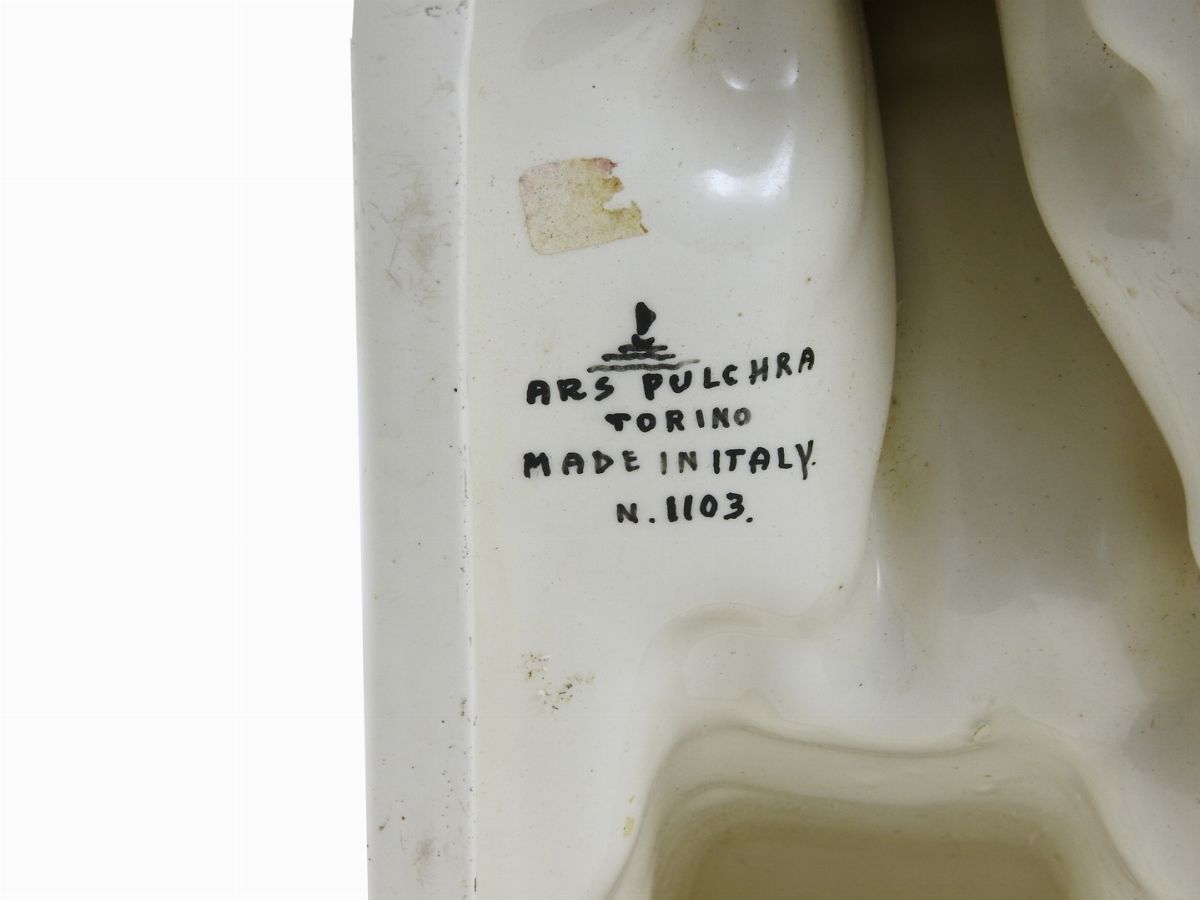 ARS PULCHRA
TORINO
MADE IN ITALY.
N. 1103.